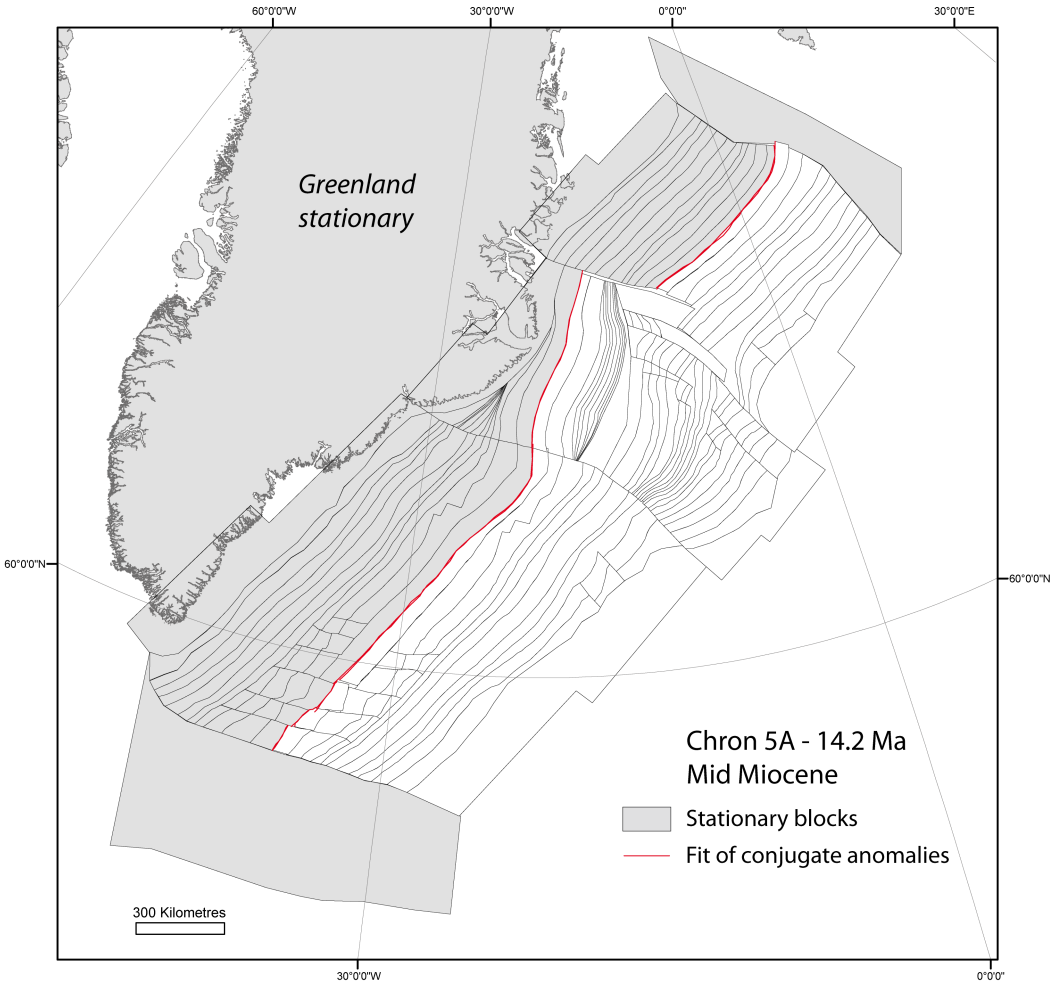 60°0'0"W
30°0'0"W
0°0'0"
30°0'0"E
Greenland
stationary
60°0'0"N
60°0'0"N
Chron 5A - 14.2 Ma
Mid Miocene
Stationary blocks
Fit of conjugate anomalies
300 Kilometres
30°0'0"W
0°0'0"